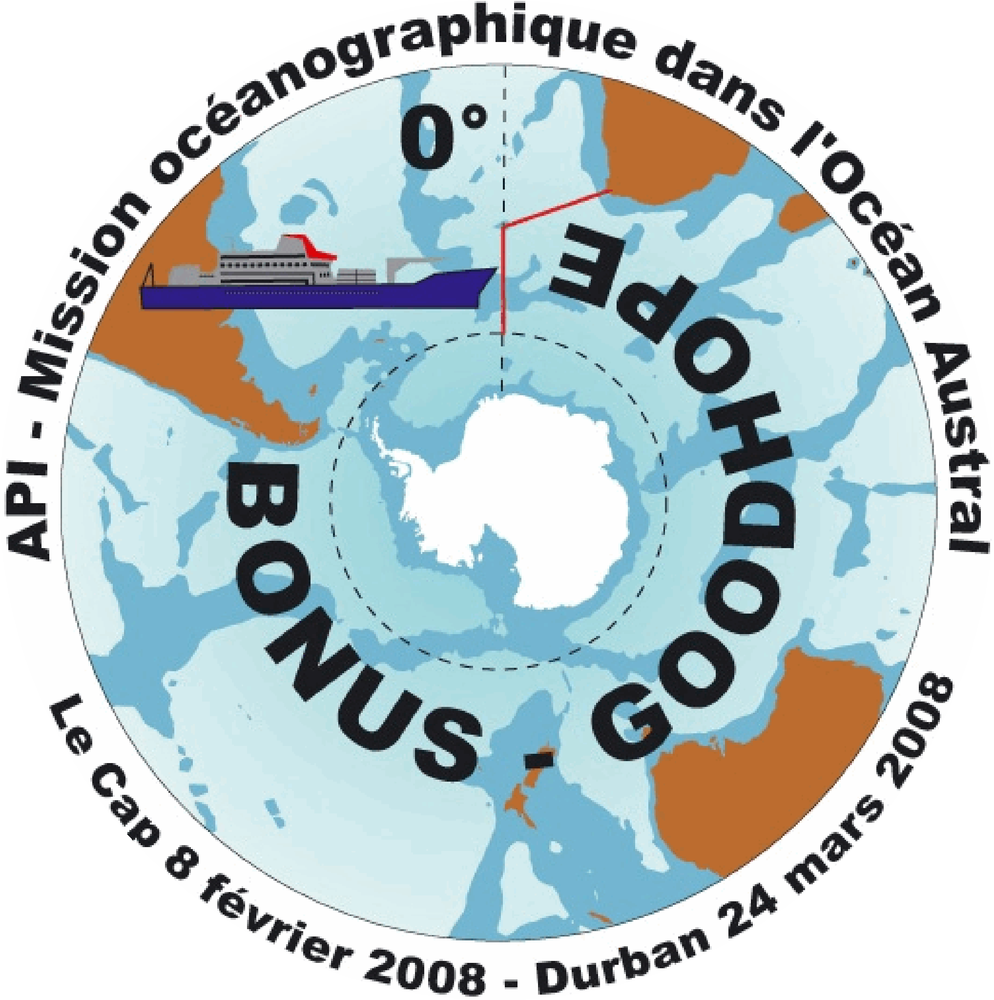 API - Mission océanographique dans l'Océan Austral
0°
BONUS - GOODHOPE
Le Cap 8 février 2008 - Durban 24 mars 2008